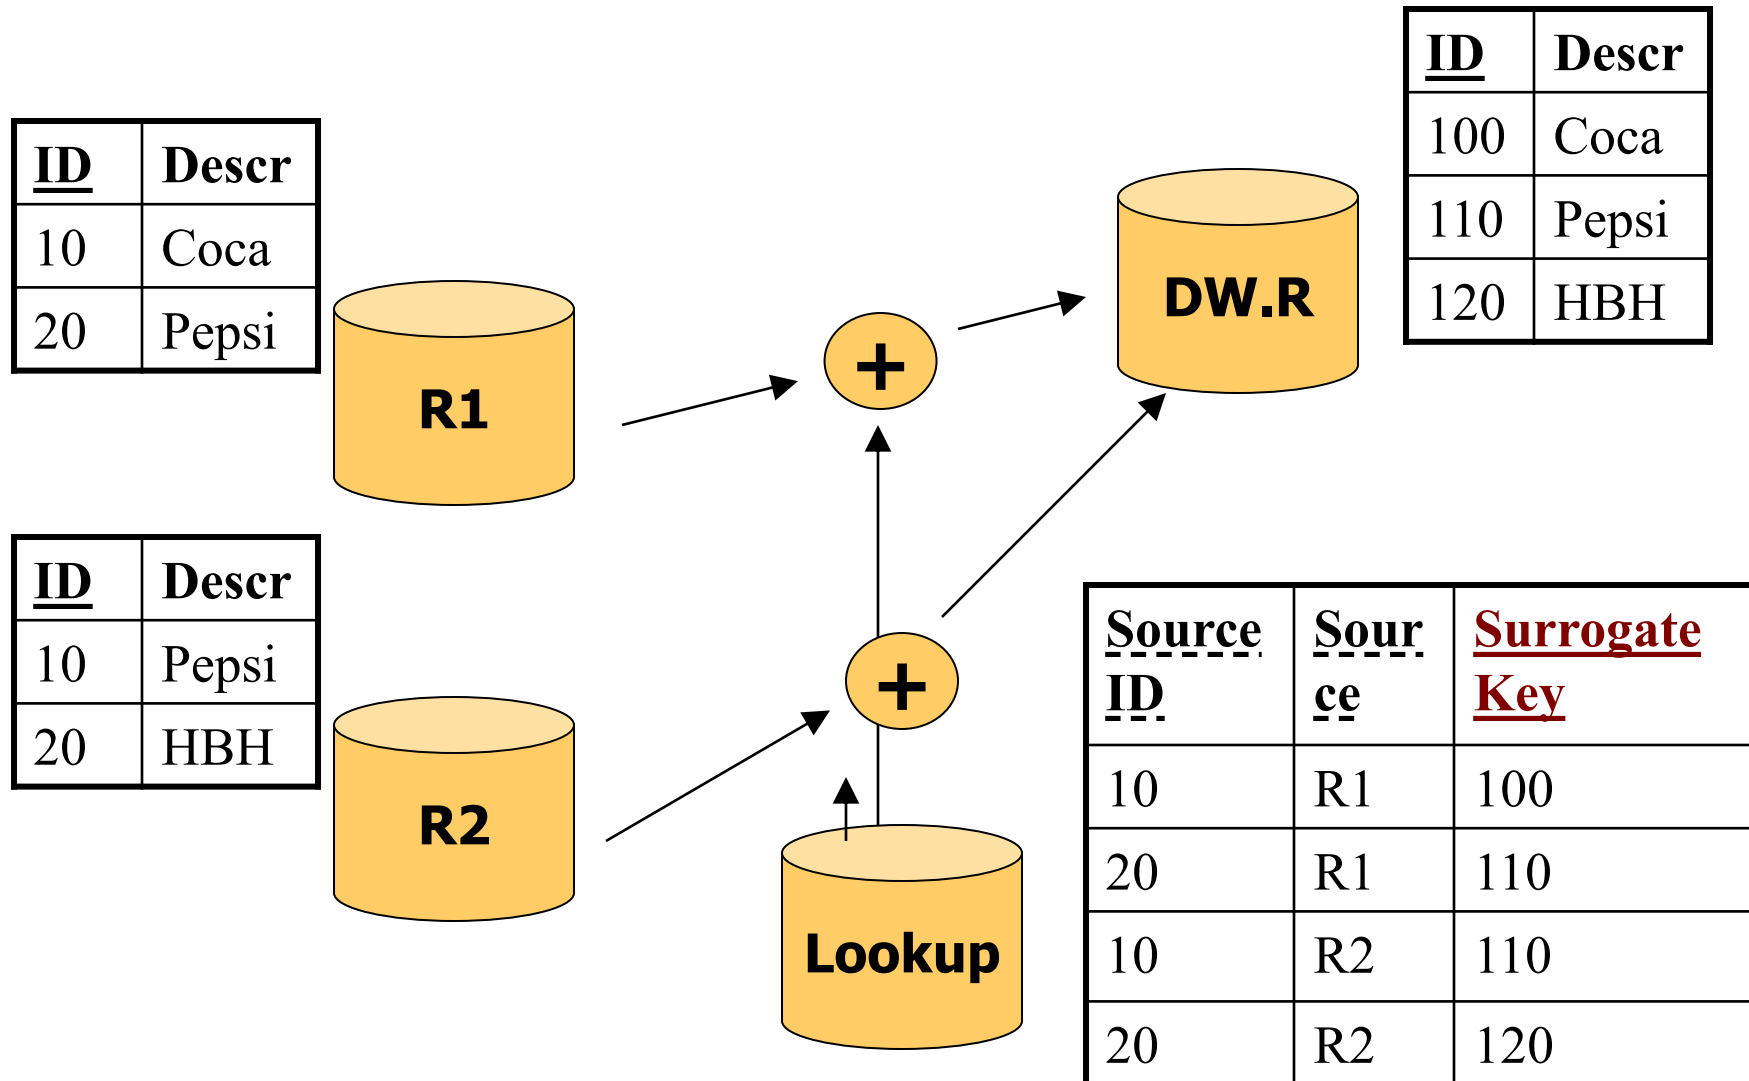 ID Descr
100 Coca
110 Pepsi
120 HBH
ID Descr
10 Coca
20 Pepsi
R1
+
DW.R
ID Descr
10 Pepsi
20 HBH
R2
+
Lookup
Source Sour Surrogate
ID ce Key
10 R1 100
20 R1 110
10 R2 110
20 R2 120